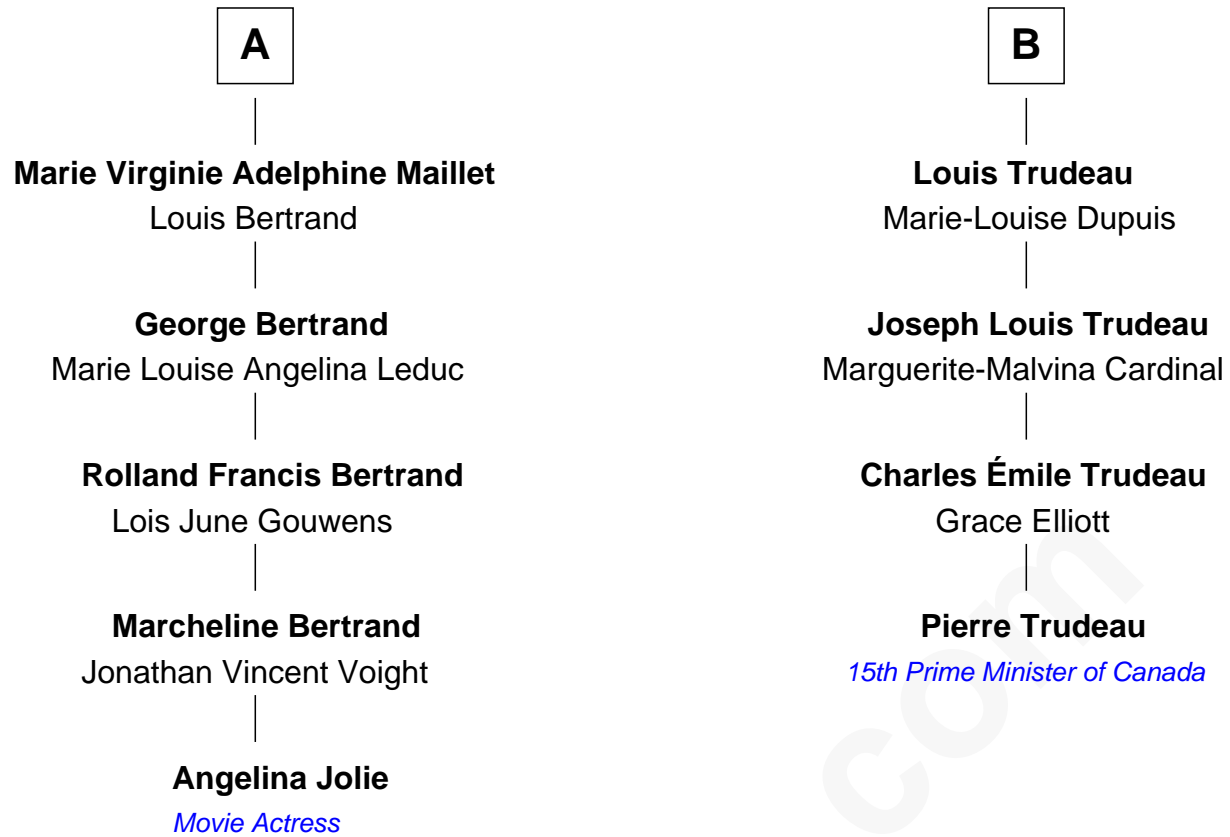 A
Marie Virginie Adelphine Maillet
Louis Bertrand
George Bertrand
Marie Louise Angelina Leduc
Rolland Francis Bertrand
Lois June Gouwens
Marcheline Bertrand
Jonathan Vincent Voight
Angelina Jolie
Movie Actress
B
Louis Trudeau
Marie-Louise Dupuis
Joseph Louis Trudeau
Marguerite-Malvina Cardinal
Charles Émile Trudeau
Grace Elliott
Pierre Trudeau
15th Prime Minister of Canada
com